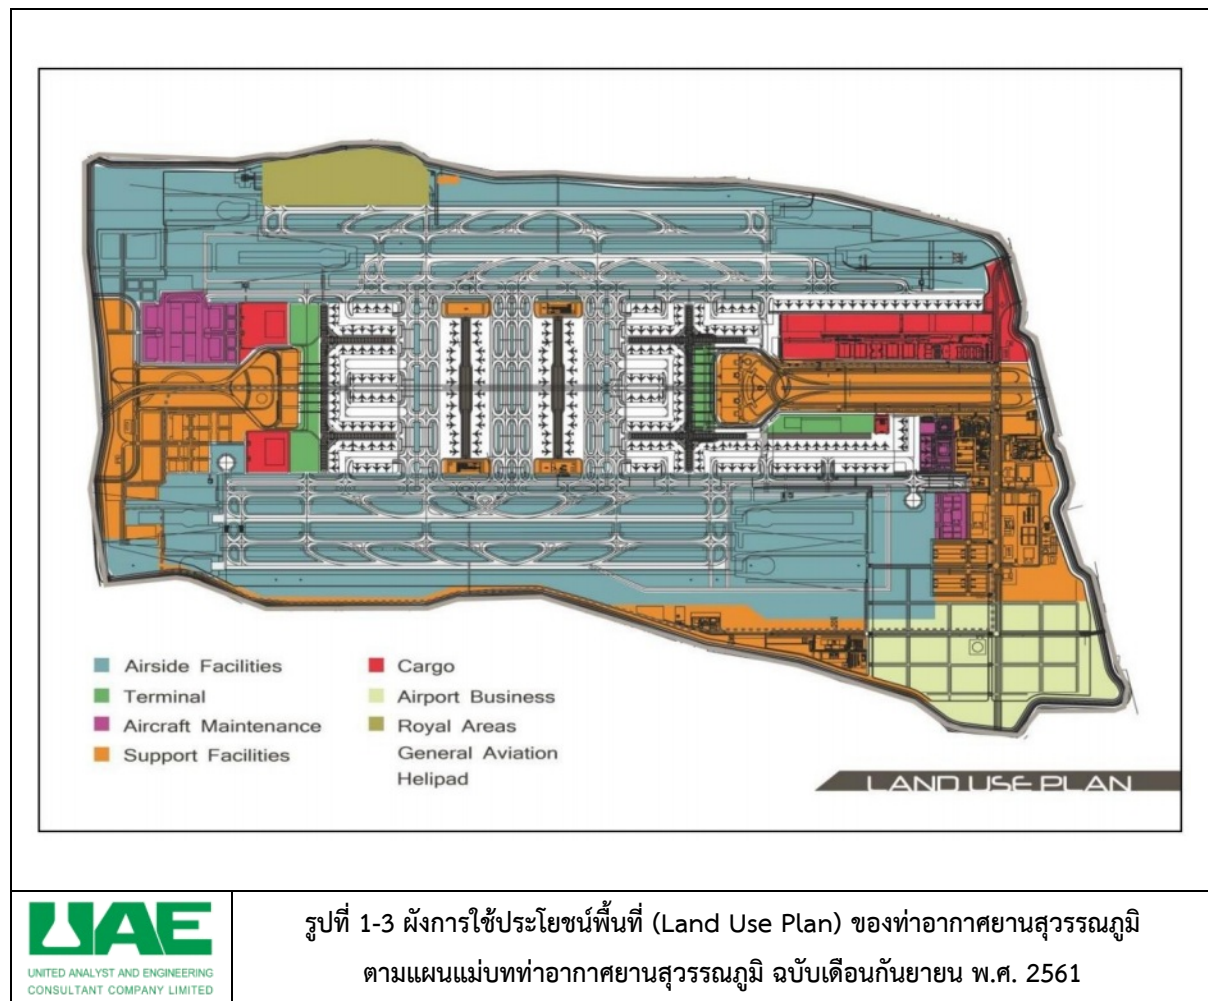 Airside Facilities
Terminal
Aircraft Maintenance
Support Facilities
Cargo
Airport Business
Royal Areas
General Aviation
Helipad
LAND USE PLAN
UAE
UNITED ANALYST AND ENGINEERING
CONSULTANT COMPANY LIMITED
รูปที่ 1-3 ผังการใช้ประโยชน์พื้นที่ (Land Use Plan) ของท่าอากาศยานสุวรรณภูมิ
ตามแผนแม่บทท่าอากาศยานสุวรรณภูมิ ฉบับเดือนกันยายน พ.ศ. 2561